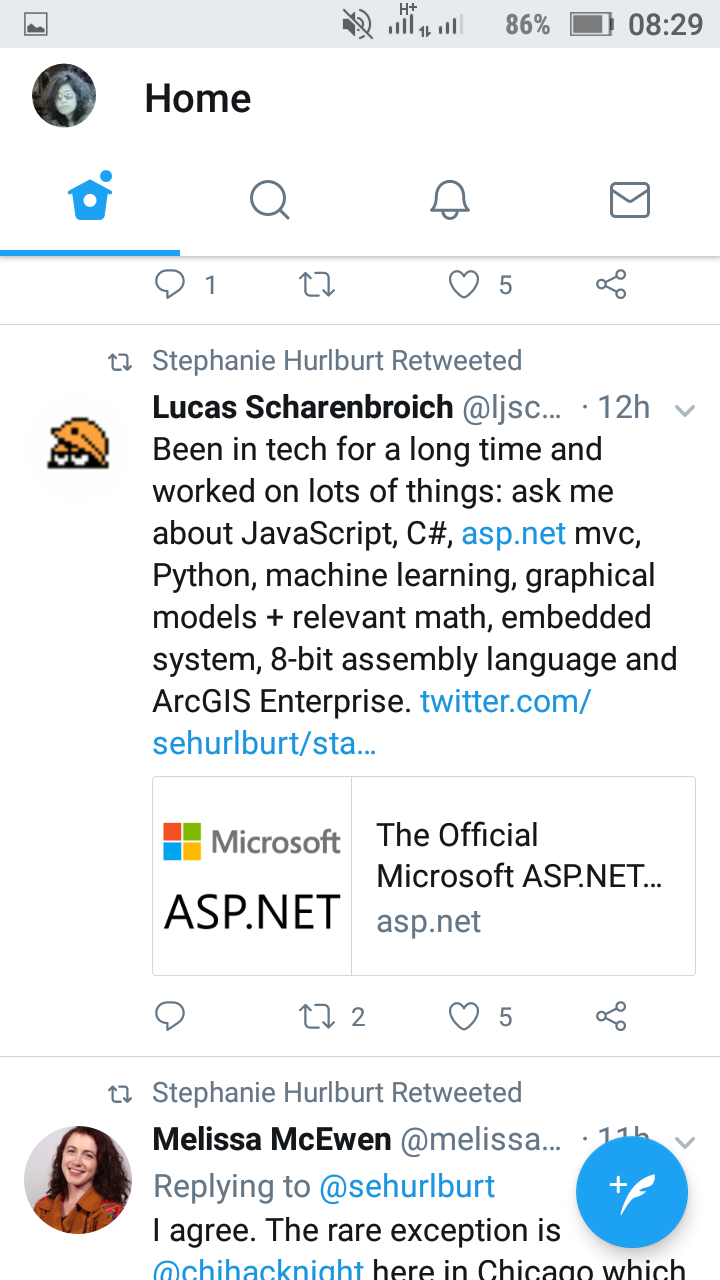 H+
86% 08:29
Home
1 5
Stephanie Hurlburt Retweeted
Lucas Scharenbroich @ljsc... · 12h
Been in tech for a long time and
worked on lots of things: ask me
about JavaScript, C#, asp.net mvc,
Python, machine learning, graphical
models + relevant math, embedded
system, 8-bit assembly language and
ArcGIS Enterprise. twitter.com/
sehurlburt/sta...
Microsoft
ASP.NET
The Official
Microsoft ASP.NET...
asp.net
2 5
Stephanie Hurlburt Retweeted
Melissa McEwen @melissa... · 11h
Replying to @sehurlburt
I agree. The rare exception is
@chihacknight here in Chicago which